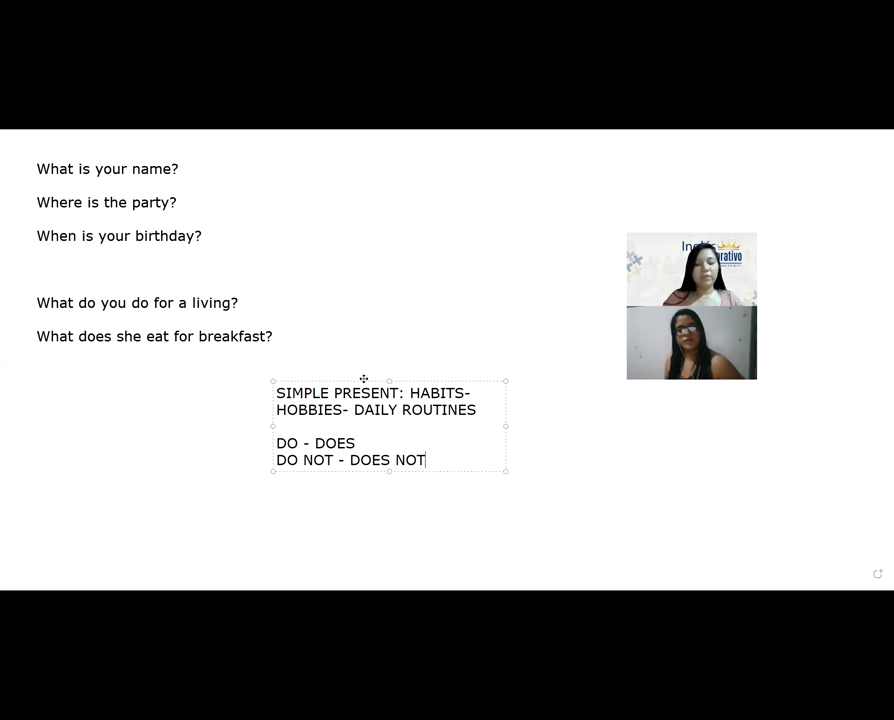 What is your name?
Where is the party?
When is your birthday?
What do you do for a living?
What does she eat for breakfast?
SIMPLE PRESENT: HABITS-
HOBBIES- DAILY ROUTINES
DO - DOES
DO NOT - DOES NOT